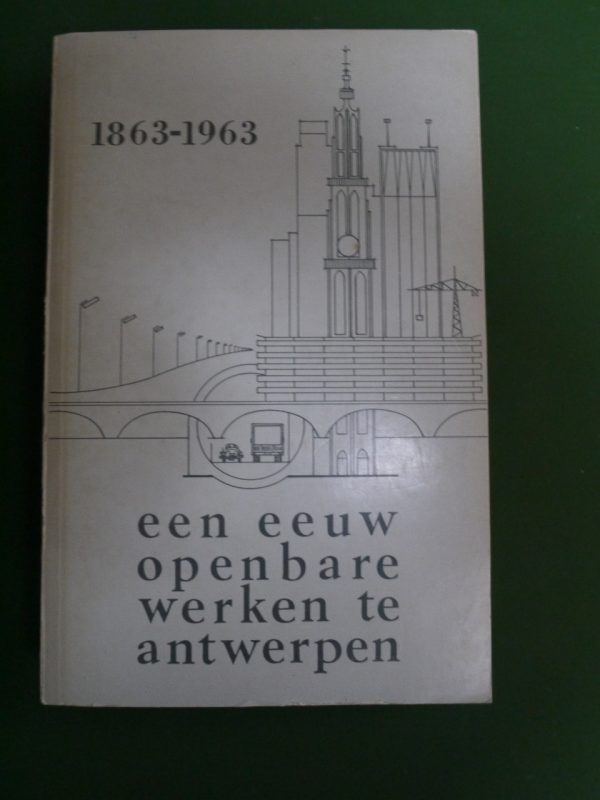 1863-1963
een eeuw
openbare
werken te
antwerpen